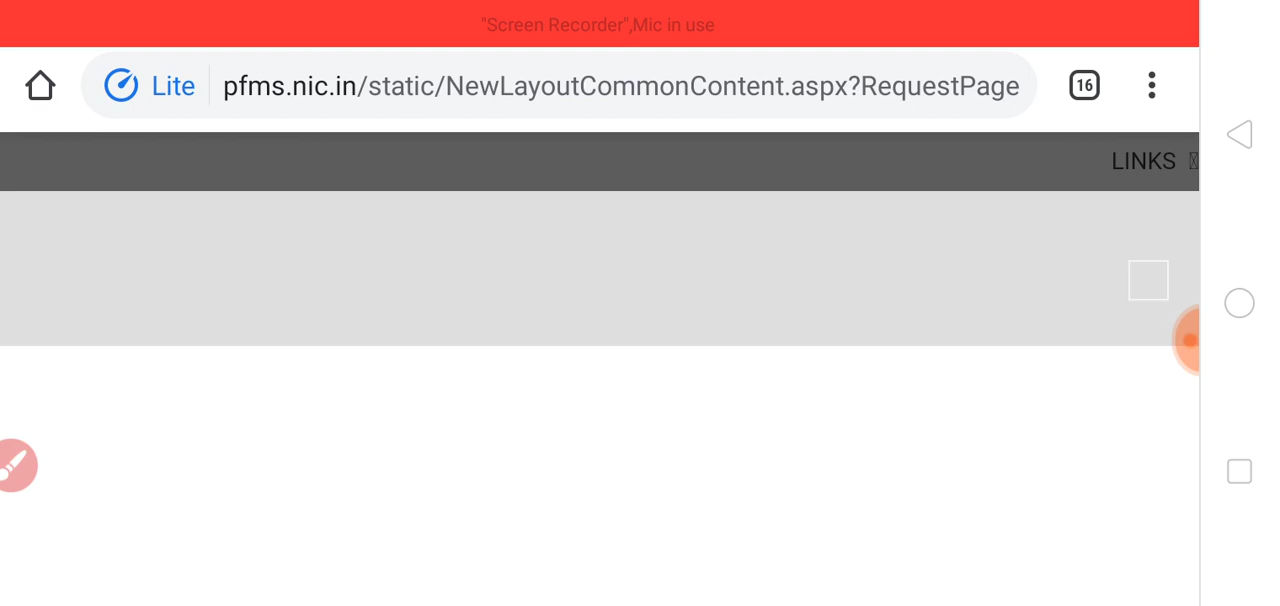 "Screen Recorder",Mic in use
Lite pfms.nic.in/static/NewLayoutCommonContent.aspx?RequestPage 16
LINKS